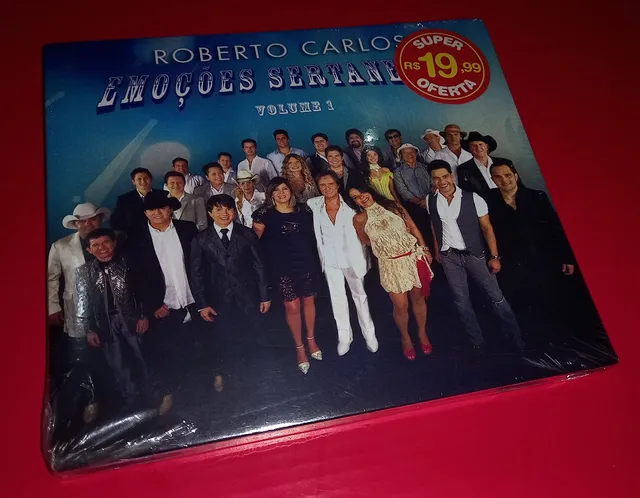 ROBERTO CARLOS
EMOÇÕES SERTANE
VOLUME 1
SUPER
R$19,99
OFERTA